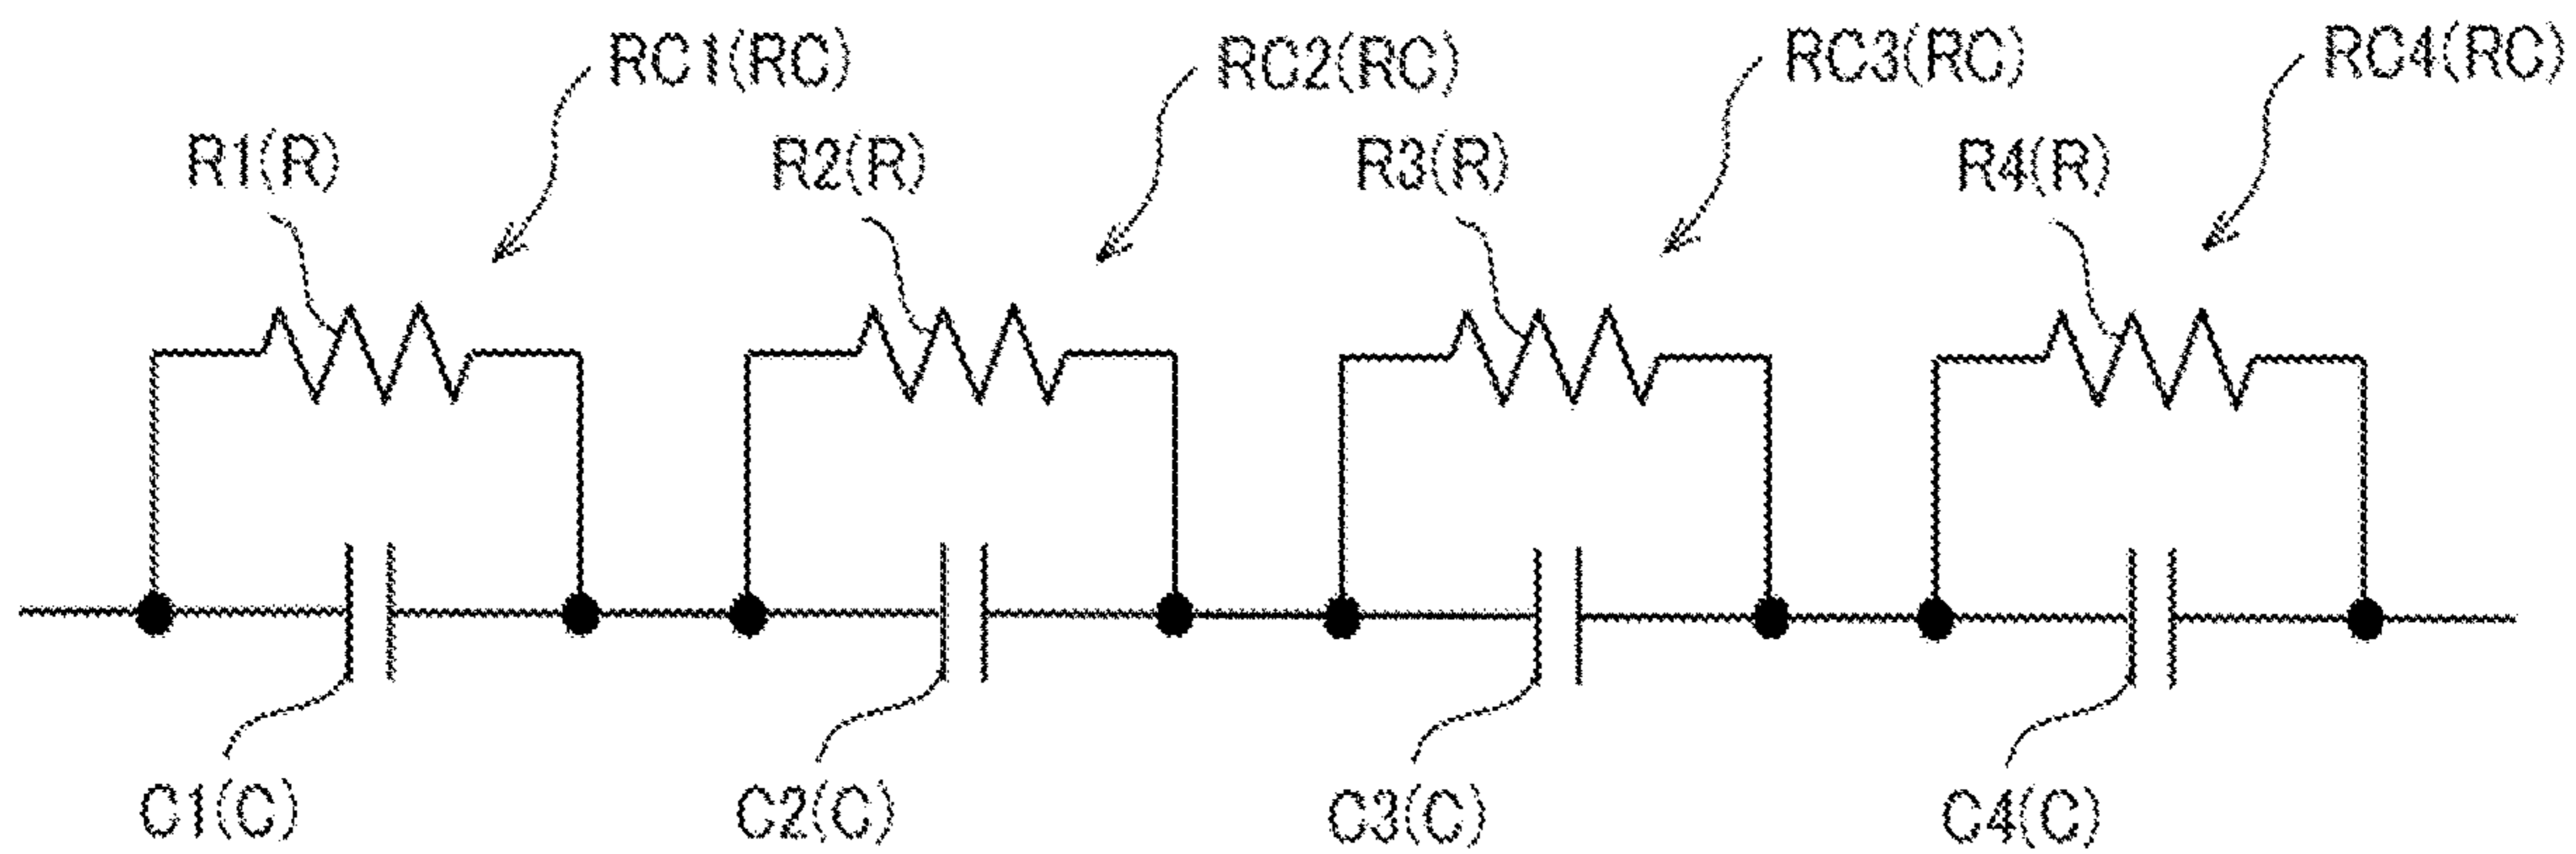 RC1(RC)
RC2(RC)
RC3(RC)
RC4(RC)
R1(R)
R2(R)
R3(R)
R4(R)
C1(C)
C2(C)
C3(C)
C4(C)